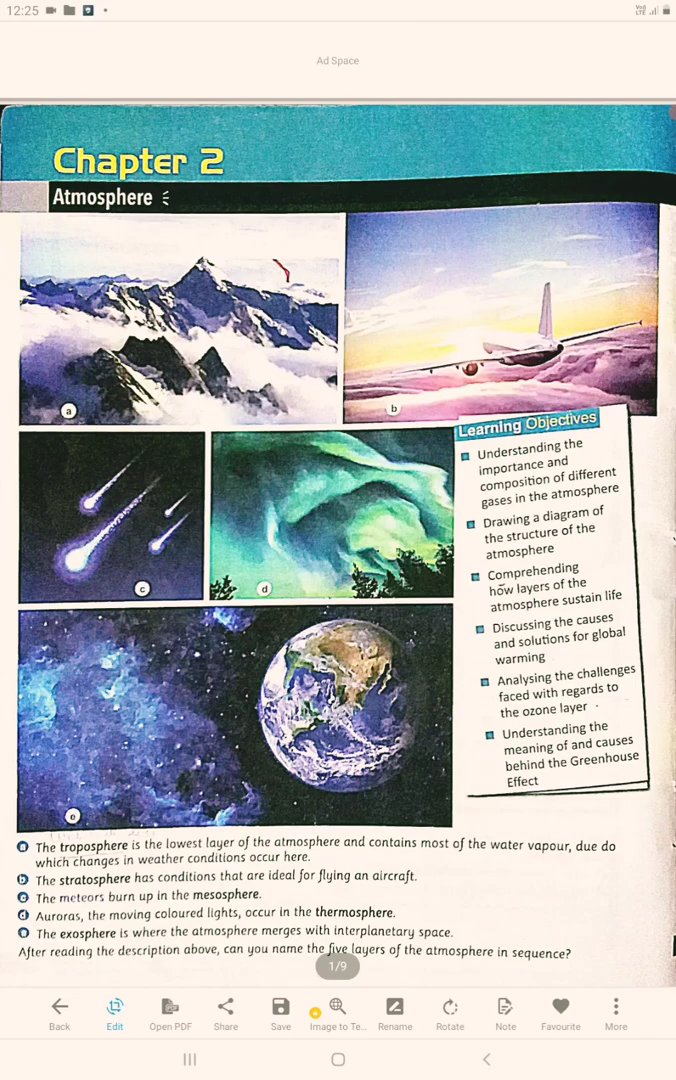 12:25
Vo))
LTE
Ad Space
Chapter 2
Atmosphere
a
b
c
d
e
Learning Objectives
Understanding the
importance and
composition of different
gases in the atmosphere
Drawing a diagram of
the structure of the
atmosphere
Comprehending
how layers of the
atmosphere sustain life
Discussing the causes
and solutions for global
warming
Analysing the challenges
faced with regards to
the ozone layer
Understanding the
meaning of and causes
behind the Greenhouse
Effect
The troposphere is the lowest layer of the atmosphere and contains most of the water vapour, due do
which changes in weather conditions occur here.
b The stratosphere has conditions that are ideal for flying an aircraft.
The meteors burn up in the mesosphere.
d Auroras, the moving coloured lights, occur in the thermosphere.
The exosphere is where the atmosphere merges with interplanetary space.
After reading the description above, can you name the five layers of the atmosphere in sequence?
1/9
Back
Edit
Open PDF
Share
Save
Image to Te...
Rename
Rotate
Note
Favourite
More